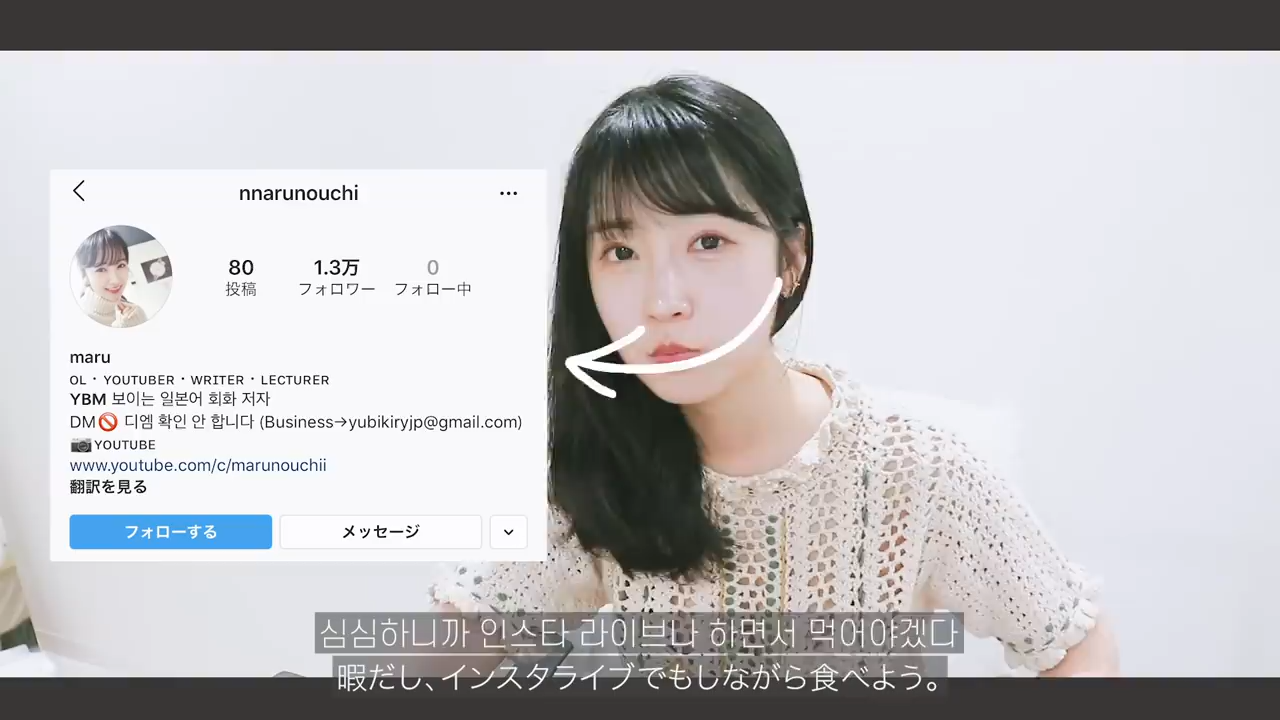 nnarunouchi
80
1.3万
0
投稿
フォロワー
フォロー中
maru
OL・YOUTUBER・WRITER・LECTURER
YBM 보이는 일본어 회화 저자
DM🚫 디엠 확인 안 합니다 (Business→yubikiryjp@gmail.com)
📷YOUTUBE
www.youtube.com/c/marunouchii
翻訳を見る
フォローする
メッセージ
심심하니까 인스타 라이브나 하면서 먹어야겠다
暇だし、インスタライブでもしながら食べよう。